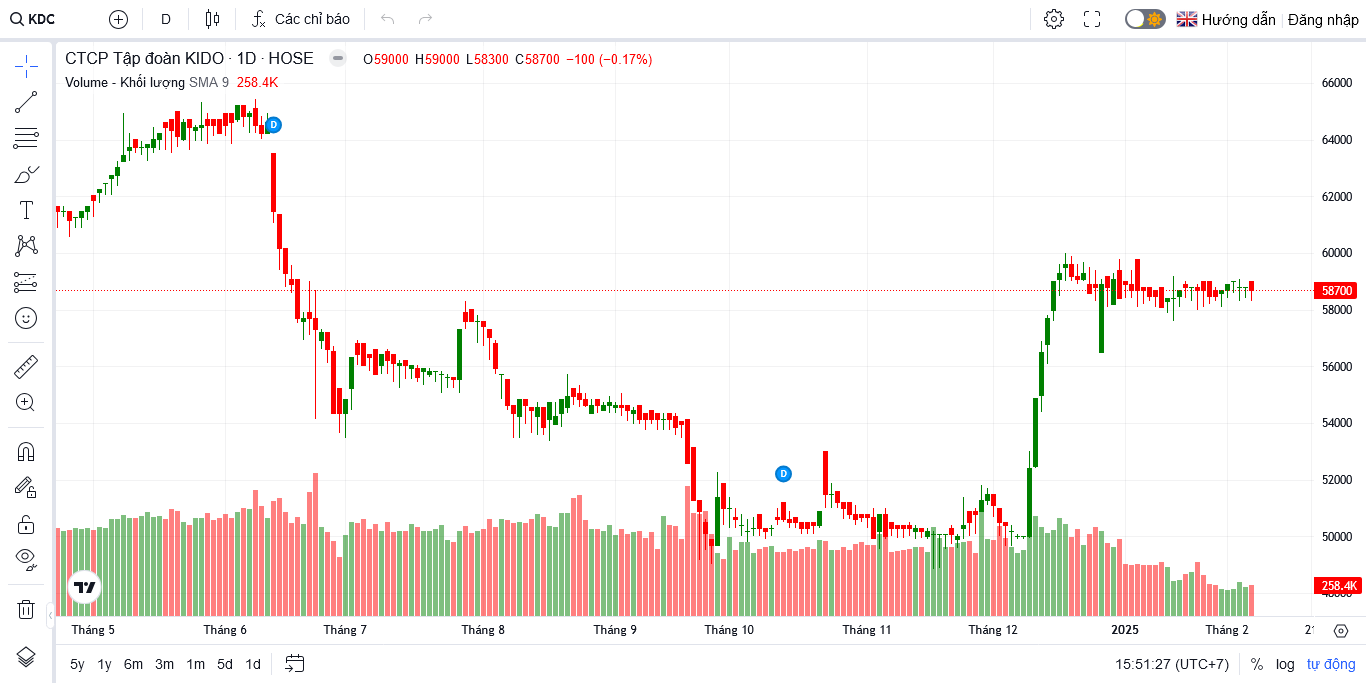 KDC D Các chỉ báo Hướng dẫn Đăng nhập
CTCP Tập đoàn KIDO · 1D · HOSE O59000 H59000 L58300 C58700 −100 (−0.17%)
Volume - Khối lượng SMA 9 258.4K
D
D
66000
64000
62000
60000
58700
58000
56000
54000
52000
50000
258.4K
Tháng 5 Tháng 6 Tháng 7 Tháng 8 Tháng 9 Tháng 10 Tháng 11 Tháng 12 2025 Tháng 2
5y 1y 6m 3m 1m 5d 1d 15:51:27 (UTC+7) % log tự động